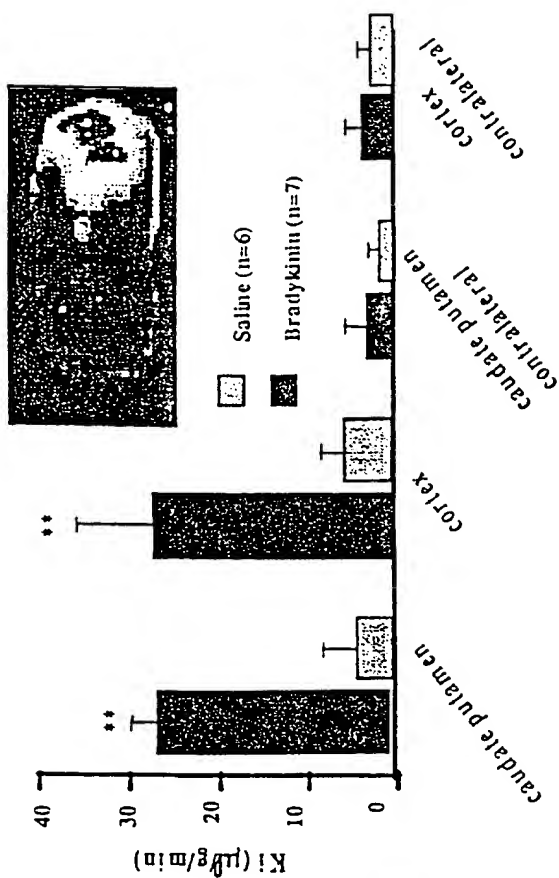 Ki (µl/g/min)
40
30
20
10
0
**
**
Saline (n=6)
Bradykinin (n=7)
caudate putamen
cortex
caudate putamen
contralateral
cortex
contralateral